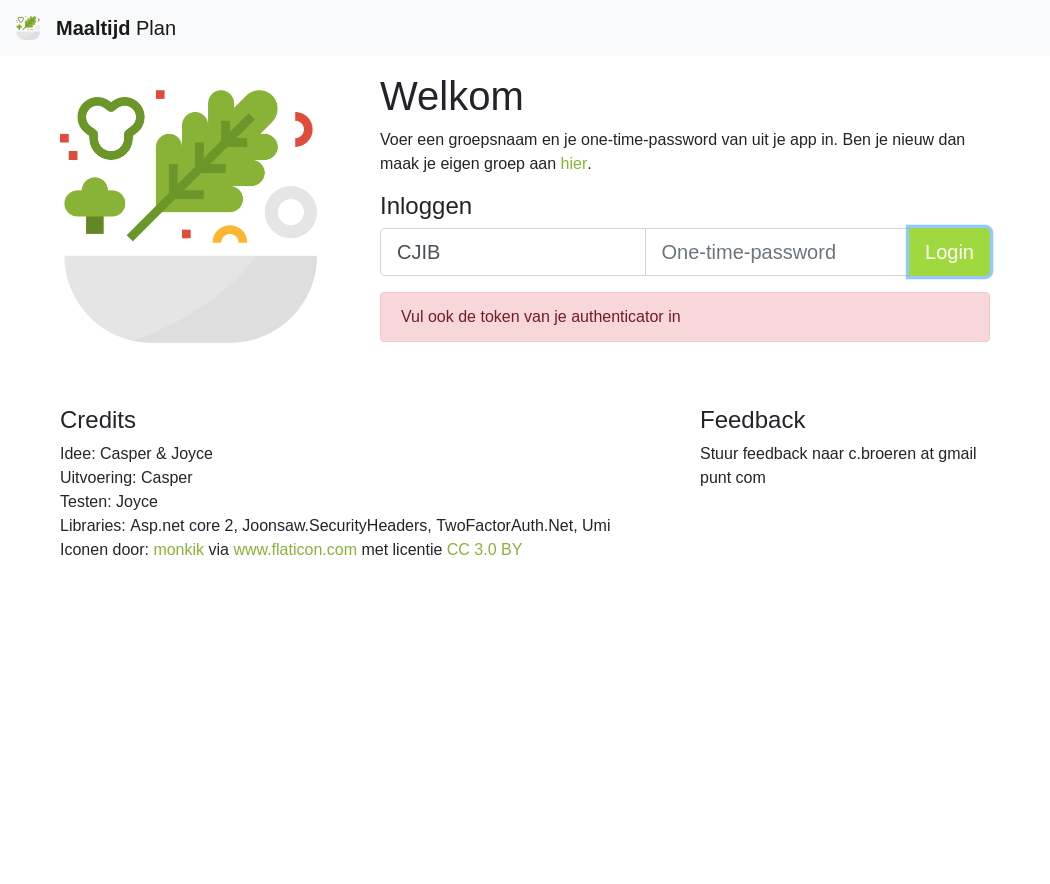 Maaltijd Plan
Welkom
Voer een groepsnaam en je one-time-password van uit je app in. Ben je nieuw dan
maak je eigen groep aan hier.
Inloggen
CJIB
One-time-password
Login
Vul ook de token van je authenticator in
Credits
Idee: Casper & Joyce
Uitvoering: Casper
Testen: Joyce
Libraries: Asp.net core 2, Joonsaw.SecurityHeaders, TwoFactorAuth.Net, Umi
Iconen door: monkik via www.flaticon.com met licentie CC 3.0 BY
Feedback
Stuur feedback naar c.broeren at gmail
punt com